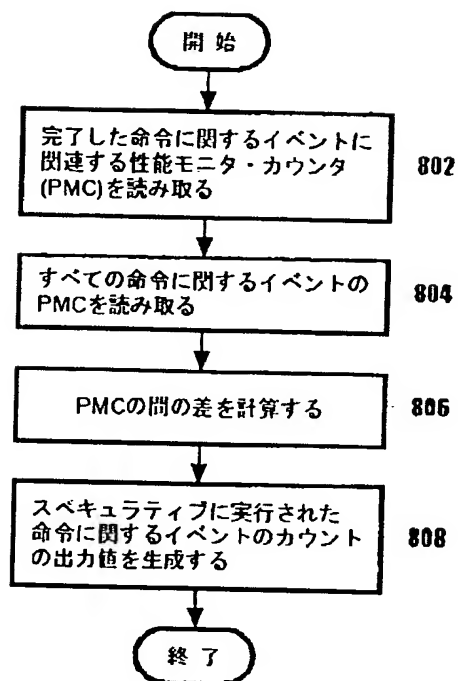 開始
完了した命令に関するイベントに
関連する性能モニタ・カウンタ
(PMC)を読み取る
802
すべての命令に関するイベントの
PMCを読み取る
804
PMCの間の差を計算する
806
スペキュラティブに実行された
命令に関するイベントのカウント
の出力値を生成する
808
終了